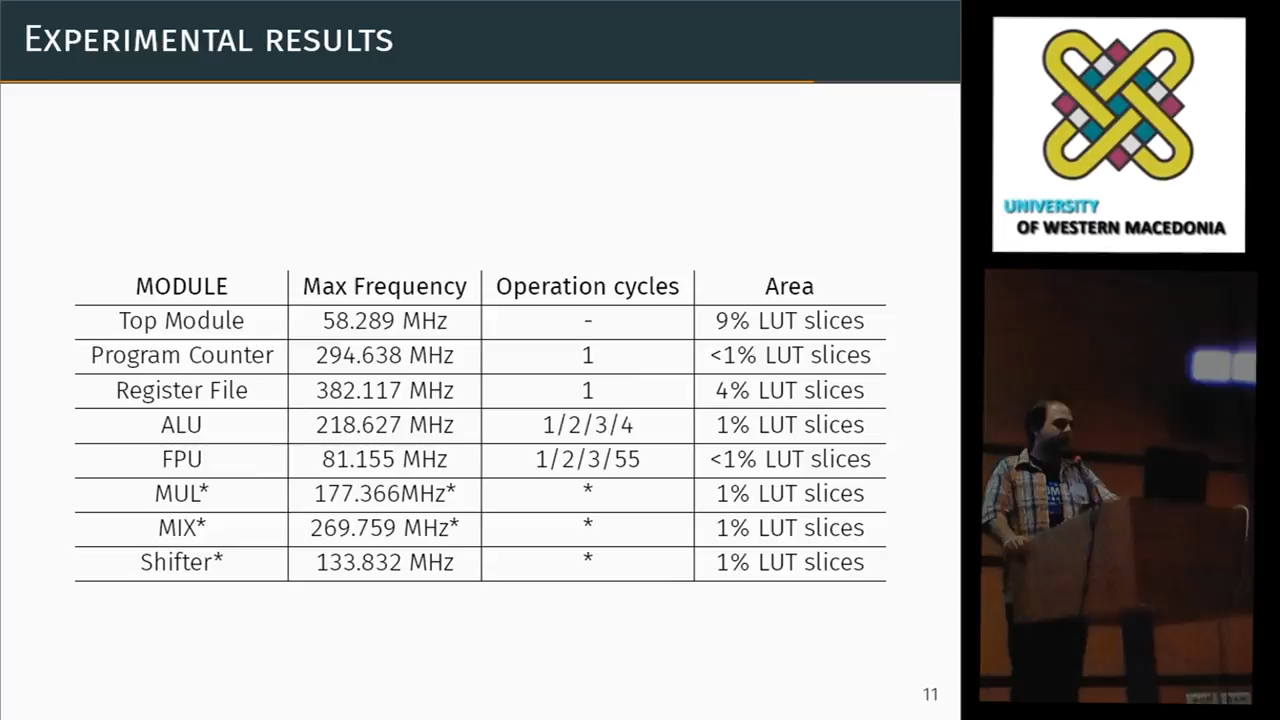 EXPERIMENTAL RESULTS
MODULE Max Frequency Operation cycles Area
Top Module 58.289 MHz - 9% LUT slices
Program Counter 294.638 MHz 1 <1% LUT slices
Register File 382.117 MHz 1 4% LUT slices
ALU 218.627 MHz 1/2/3/4 1% LUT slices
FPU 81.155 MHz 1/2/3/55 <1% LUT slices
MUL* 177.366MHz* * 1% LUT slices
MIX* 269.759 MHz* * 1% LUT slices
Shifter* 133.832 MHz * 1% LUT slices
11
UNIVERSITY
OF WESTERN MACEDONIA